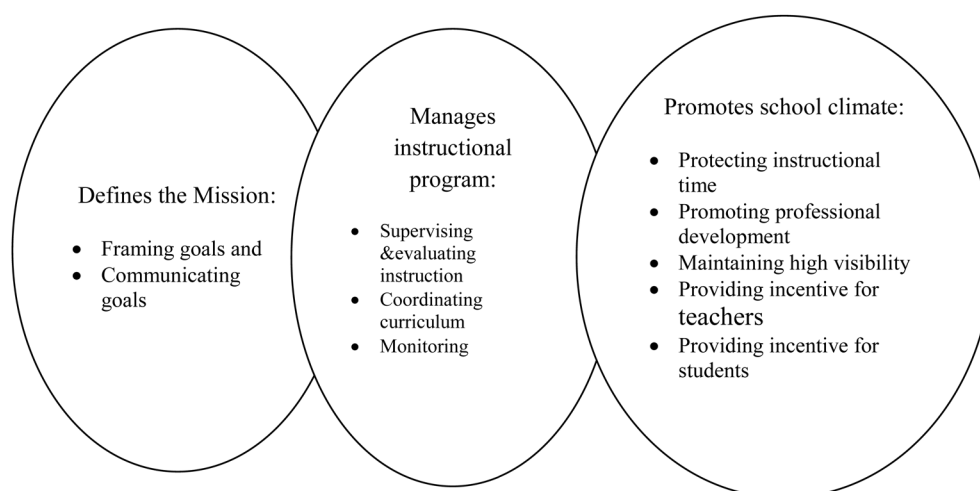 Defines the Mission:
● Framing goals and
● Communicating
goals
Manages
instructional
program:
● Supervising
&evaluating
instruction
● Coordinating
curriculum
● Monitoring
Promotes school climate:
● Protecting instructional
time
● Promoting professional
development
● Maintaining high visibility
● Providing incentive for
teachers
● Providing incentive for
students